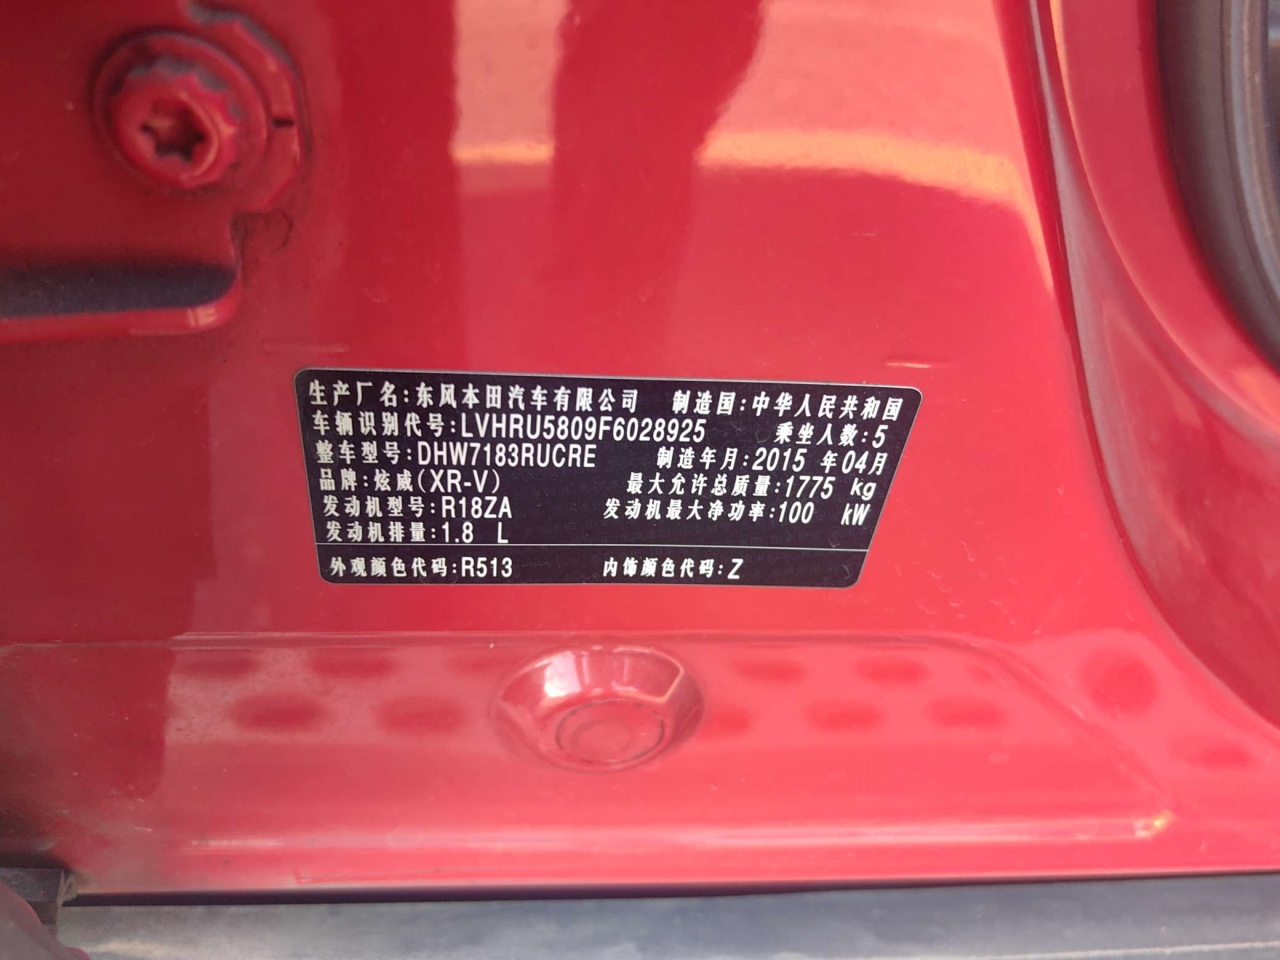 生产厂名:东风本田汽车有限公司 制造国:中华人民共和国
车辆识别代号:LVHRU5809F6028925 乘坐人数:5
整车型号:DHW7183RUCRE 制造年月:2015 年 04月
品牌:炫威(XR-V) 最大允许总质量:1775 kg
发动机型号:R18ZA 发动机最大净功率:100 kW
发动机排量:1.8 L
外观颜色代码:R513 内饰颜色代码:Z